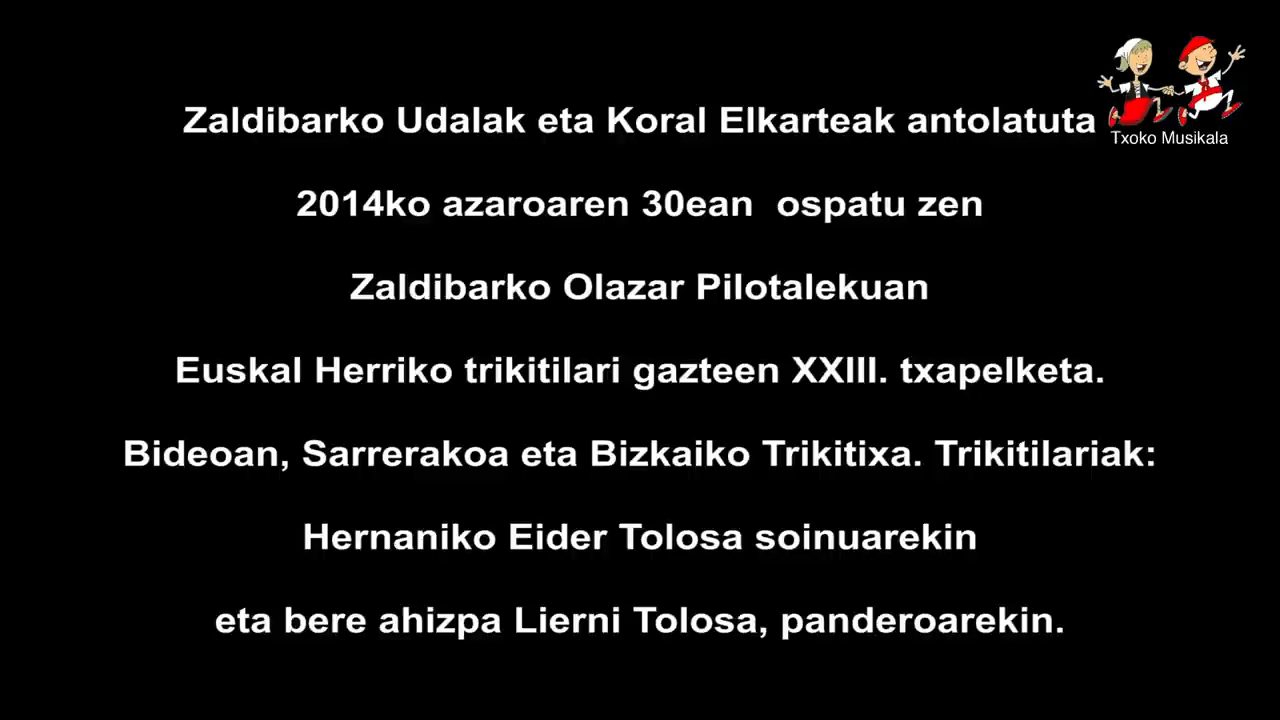 Zaldibarko Udalak eta Koral Elkarteak antolatuta
Txoko Musikala
2014ko azaroaren 30ean ospatu zen
Zaldibarko Olazar Pilotalekuan
Euskal Herriko trikitilari gazteen XXIII. txapelketa.
Bideoan, Sarrerakoa eta Bizkaiko Trikitixa. Trikitilariak:
Hernaniko Eider Tolosa soinuarekin
eta bere ahizpa Lierni Tolosa, panderoarekin.